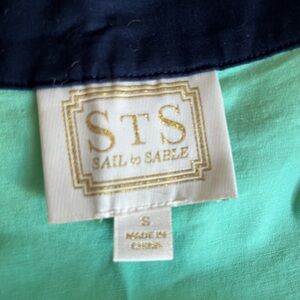 STS
SAIL to SABLE
S
MADE IN
CHINA